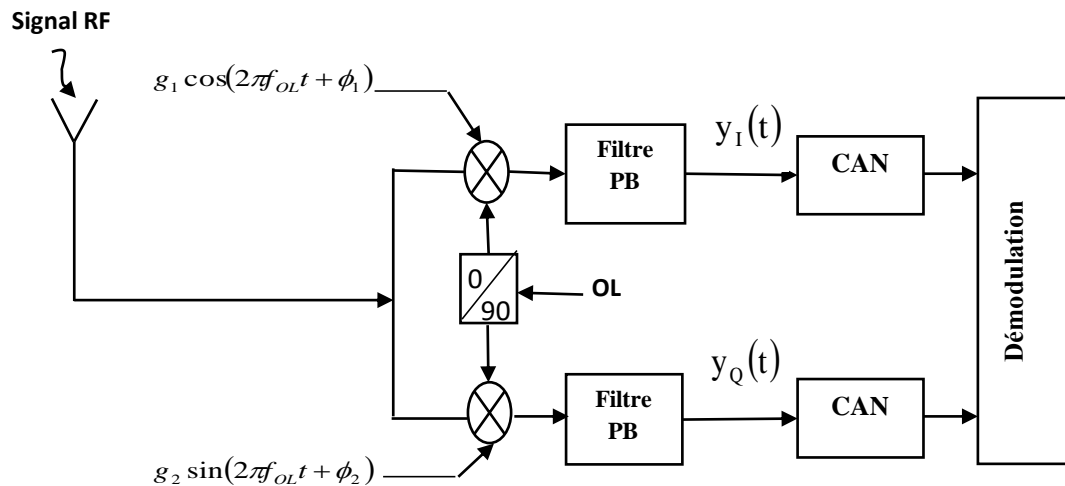 Signal RF
g₁ cos(2πf_OL t + ϕ₁)
Filtre
PB
y_I(t)
CAN
0
90
OL
Démodulation
Filtre
PB
y_Q(t)
CAN
g₂ sin(2πf_OL t + ϕ₂)